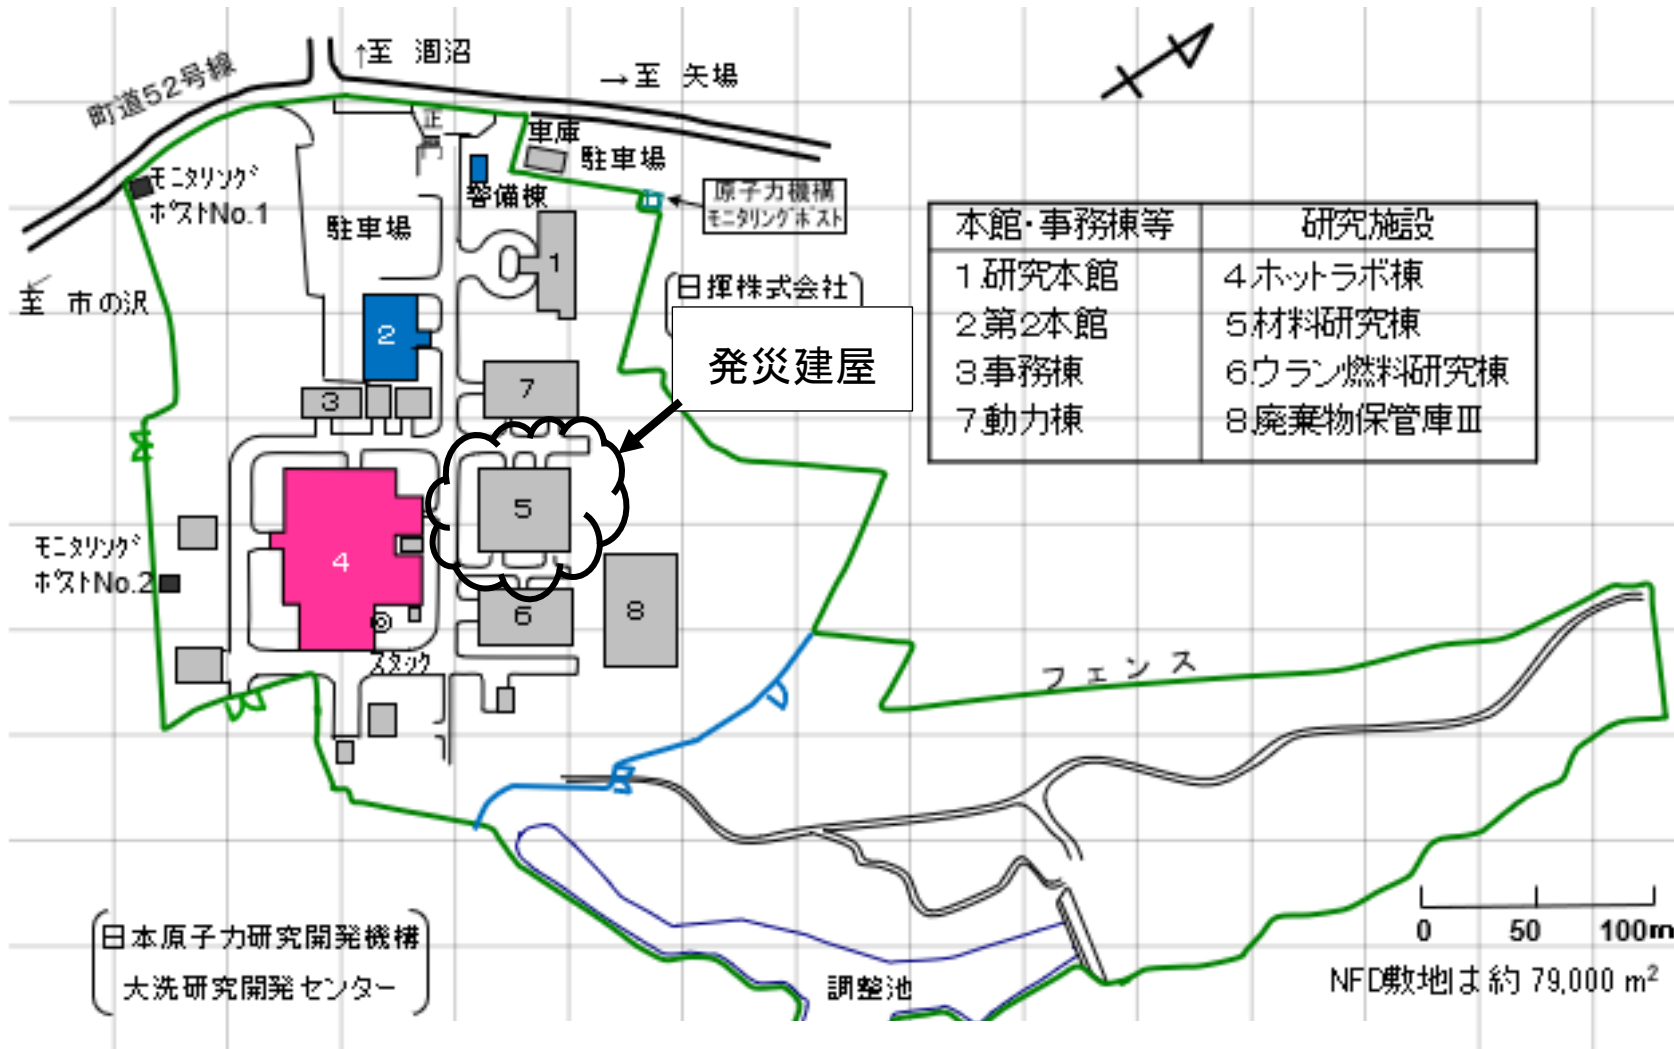 町道52号線
↑至 涸沼
→至 矢場
正
車庫
駐車場
モニタリングﾞ
ポストNo.1
警備棟
原子力機構
モニタリングポスト
駐車場
至 市の沢
日揮株式会社
発災建屋
本館・事務棟等
研究施設
1.研究本館
4.ホットラボ棟
2.第2本館
5.材料研究棟
3.事務棟
6.ウラン燃料研究棟
7.動力棟
8.廃棄物保管庫Ⅲ
1
2
3
7
5
4
6
8
モニタリングﾞ
ポストNo.2
スタック
フェンス
日本原子力研究開発機構
大洗研究開発センター
調整池
0 50 100m
NFD敷地は約 79,000 m²